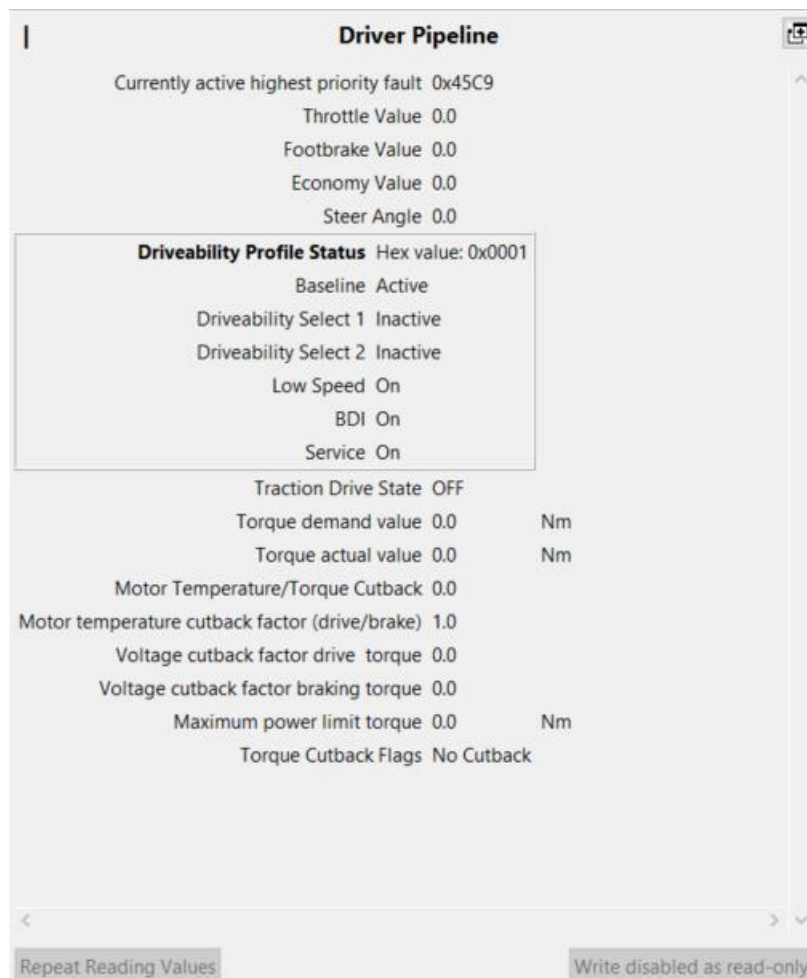 Driver Pipeline
Currently active highest priority fault 0x45C9
Throttle Value 0.0
Footbrake Value 0.0
Economy Value 0.0
Steer Angle 0.0
Driveability Profile Status Hex value: 0x0001
Baseline Active
Driveability Select 1 Inactive
Driveability Select 2 Inactive
Low Speed On
BDI On
Service On
Traction Drive State OFF
Torque demand value 0.0 Nm
Torque actual value 0.0 Nm
Motor Temperature/Torque Cutback 0.0
Motor temperature cutback factor (drive/brake) 1.0
Voltage cutback factor drive torque 0.0
Voltage cutback factor braking torque 0.0
Maximum power limit torque 0.0 Nm
Torque Cutback Flags No Cutback
Repeat Reading Values Write disabled as read-only